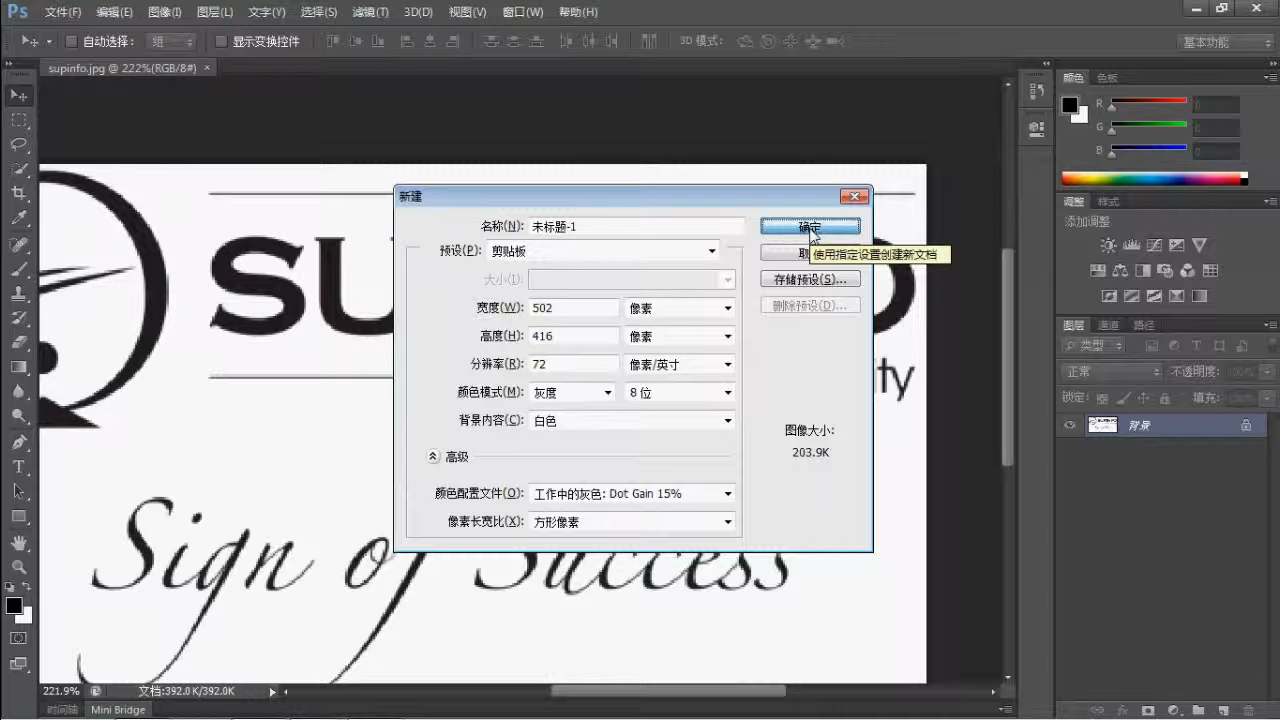 Ps 文件(F) 编辑(E) 图像(I) 图层(L) 文字(Y) 选择(S) 滤镜(T) 3D(D) 视图(V) 窗口(W) 帮助(H)
自动选择: 组 显示变换控件 3D 模式: 基本功能
supinfo.jpg @ 222%(RGB/8#) ×
颜色 色板
R 0
G 0
B 0
调整 样式
添加调整
图层 通道 路径
类型
正常 不透明度: 100%
锁定: 填充:
背景
新建
名称(N): 未标题-1
预设(P): 剪贴板
大小(I):
宽度(W): 502 像素
高度(H): 416 像素
分辨率(R): 72 像素/英寸
颜色模式(M): 灰度 8 位
背景内容(C): 白色
高级
颜色配置文件(O): 工作中的灰色: Dot Gain 15%
像素长宽比(X): 方形像素
确定
取
使用指定设置创建新文档
存储预设(S)...
删除预设(D)...
图像大小:
203.9K
SU
O
ity
Sign of Success
221.9% 文档:392.0K/392.0K
时间轴 Mini Bridge